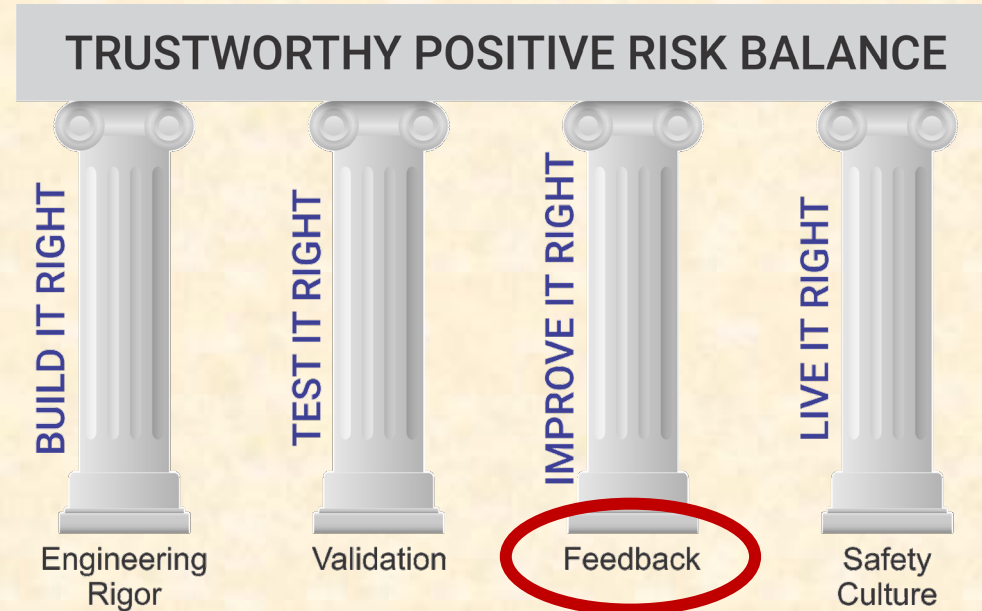 TRUSTWORTHY POSITIVE RISK BALANCE
BUILD IT RIGHT
TEST IT RIGHT
IMPROVE IT RIGHT
LIVE IT RIGHT
Engineering
Rigor
Validation
Feedback
Safety
Culture